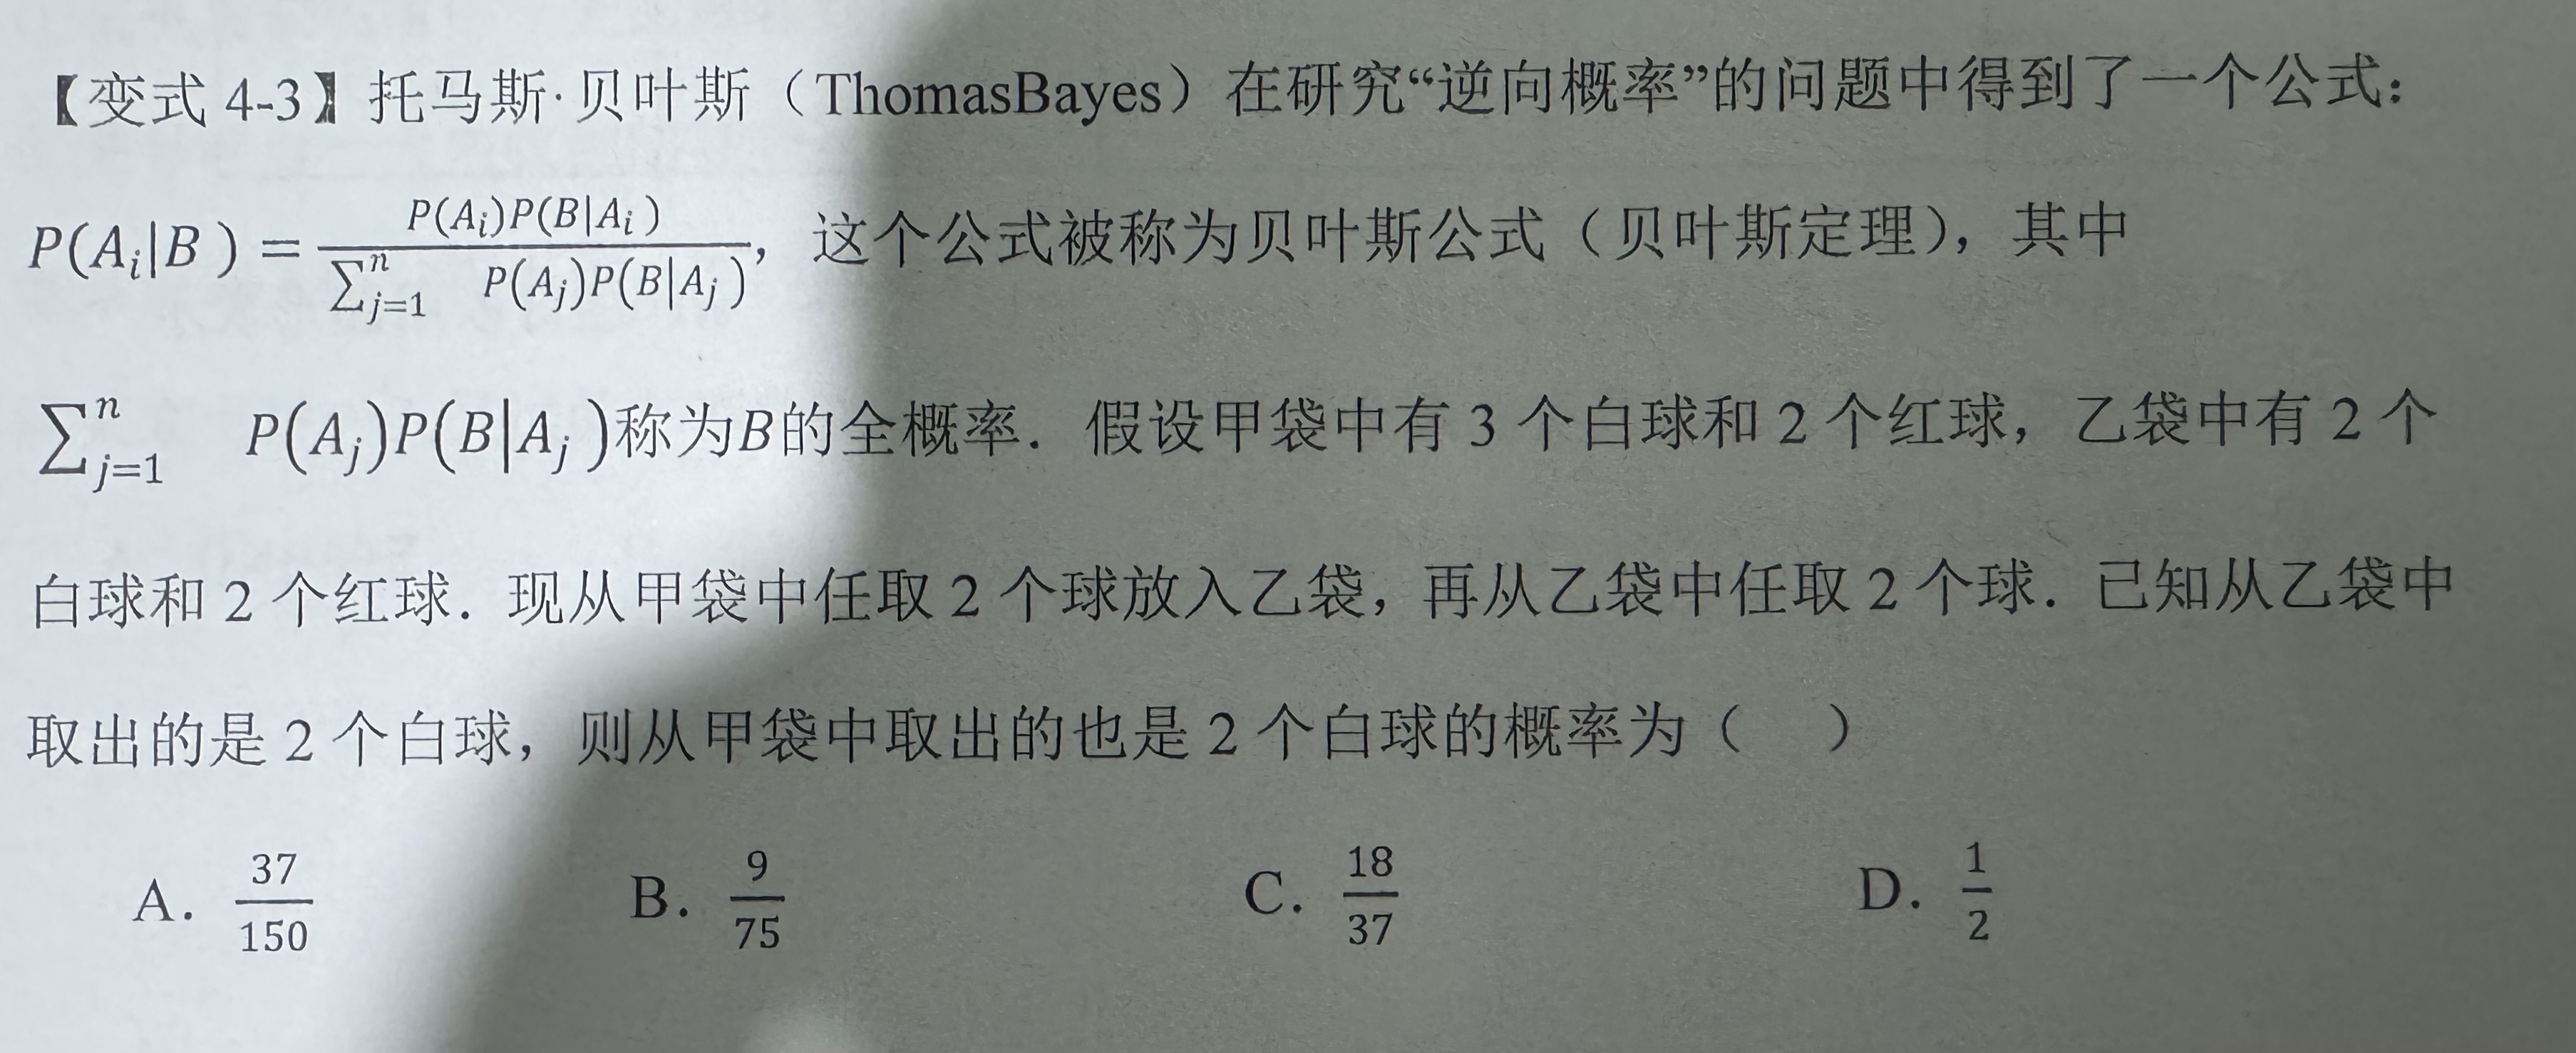 【变式 4-3】托马斯·贝叶斯（ThomasBayes）在研究“逆向概率”的问题中得到了一个公式：
P(A_i|B)=\frac{P(A_i)P(B|A_i)}{\sum_{j=1}^{n} P(A_j)P(B|A_j)}，这个公式被称为贝叶斯公式（贝叶斯定理），其中
\sum_{j=1}^{n} P(A_j)P(B|A_j)称为B的全概率．假设甲袋中有 3 个白球和 2 个红球，乙袋中有 2 个
白球和 2 个红球．现从甲袋中任取 2 个球放入乙袋，再从乙袋中任取 2 个球．已知从乙袋中
取出的是 2 个白球，则从甲袋中取出的也是 2 个白球的概率为（ ）
A．\frac{37}{150} B．\frac{9}{75} C．\frac{18}{37} D．\frac{1}{2}